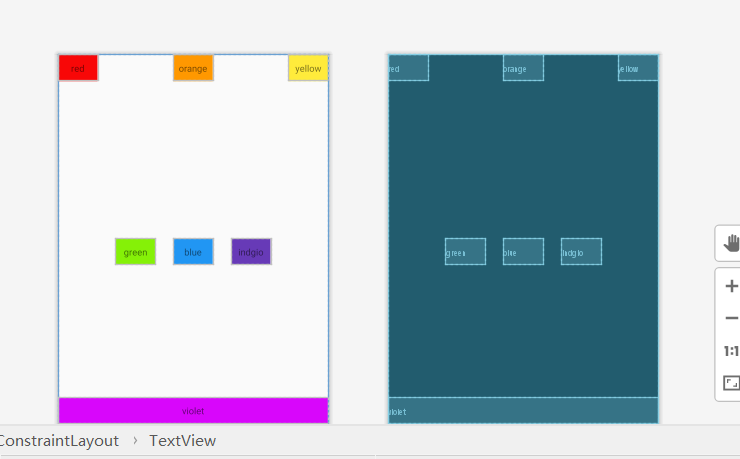 red orange yellow red orange yellow
green blue indgio green blue indgio
violet violet
1:1
ConstraintLayout › TextView